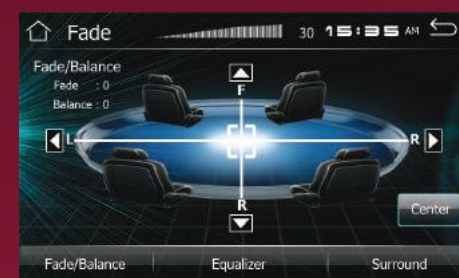 Fade
30 15:35 AM
Fade/Balance
Fade : 0
Balance : 0
F
L
R
R
Center
Fade/Balance
Equalizer
Surround